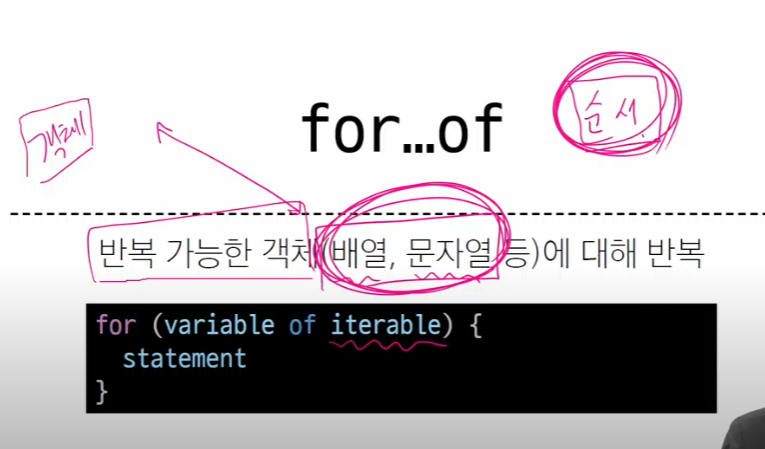 for…of
순서
객체
반복 가능한 객체(배열, 문자열 등)에 대해 반복
for (variable of iterable) {
  statement
}